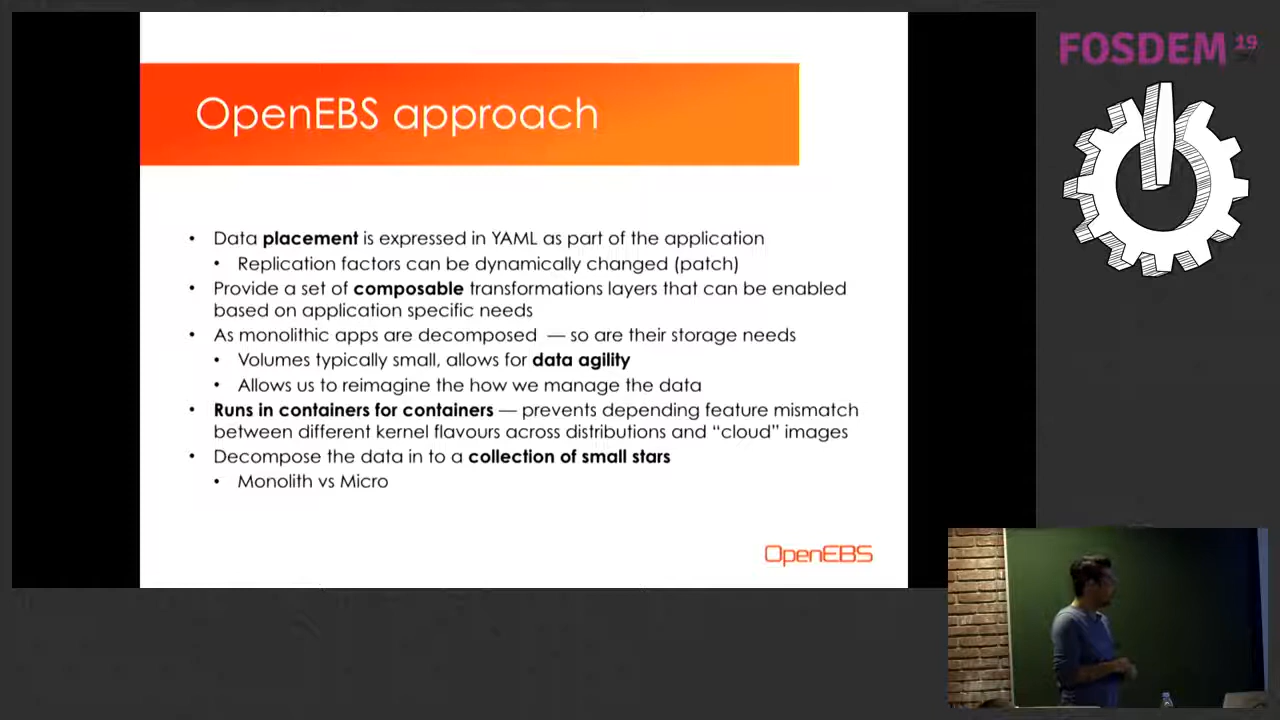 OpenEBS approach
• Data placement is expressed in YAML as part of the application
• Replication factors can be dynamically changed (patch)
• Provide a set of composable transformations layers that can be enabled
based on application specific needs
• As monolithic apps are decomposed — so are their storage needs
• Volumes typically small, allows for data agility
• Allows us to reimagine the how we manage the data
• Runs in containers for containers — prevents depending feature mismatch
between different kernel flavours across distributions and “cloud” images
• Decompose the data in to a collection of small stars
• Monolith vs Micro
OpenEBS
FOSDEM 19